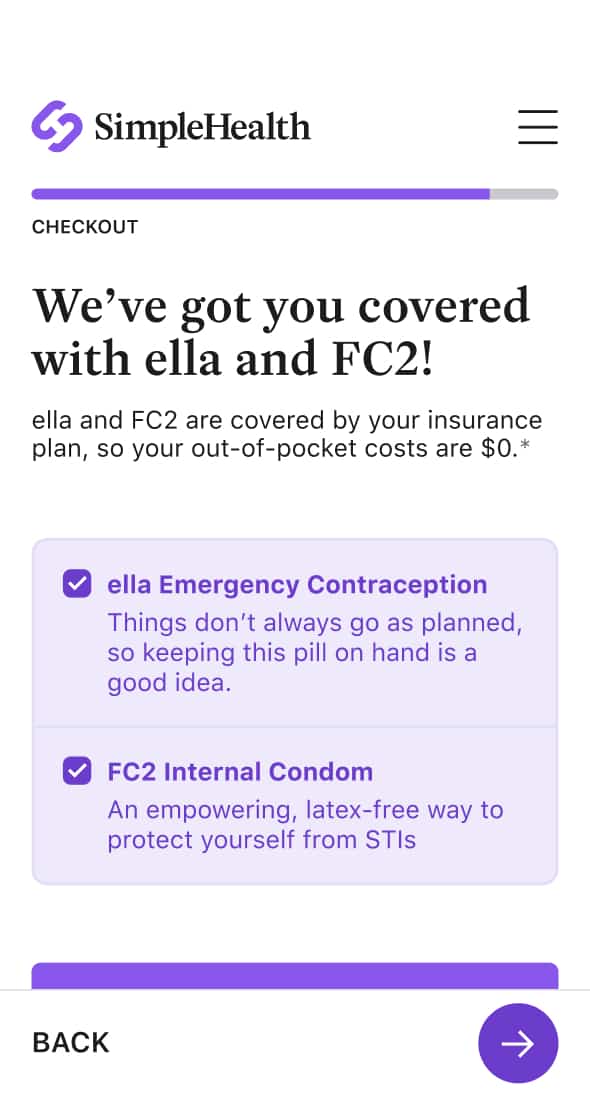 SimpleHealth
CHECKOUT
We’ve got you covered
with ella and FC2!
ella and FC2 are covered by your insurance
plan, so your out-of-pocket costs are $0.*
ella Emergency Contraception
Things don’t always go as planned,
so keeping this pill on hand is a
good idea.
FC2 Internal Condom
An empowering, latex-free way to
protect yourself from STIs
BACK